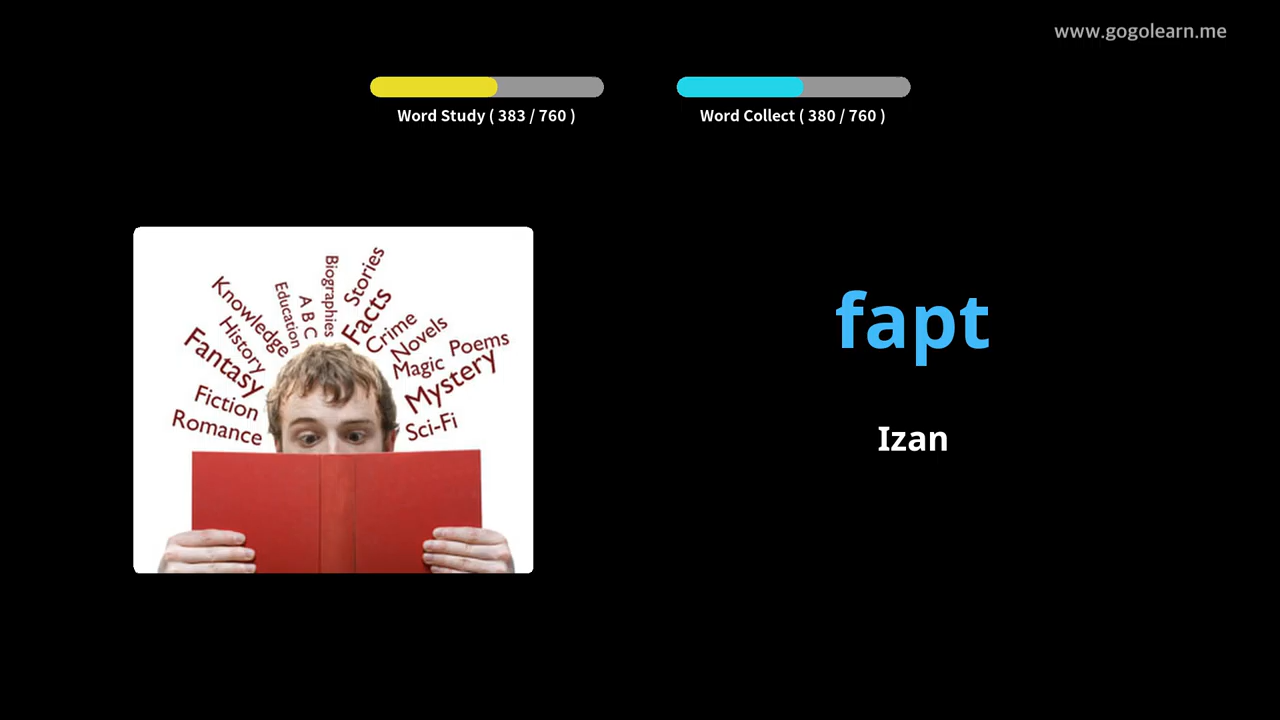 www.gogolearn.me
Word Study ( 383 / 760 )
Word Collect ( 380 / 760 )
Biographies
Stories
Education
A B C
Facts
Knowledge
Crime
History
Novels
Fantasy
Magic
Poems
Mystery
Fiction
Romance
Sci-Fi
fapt
Izan